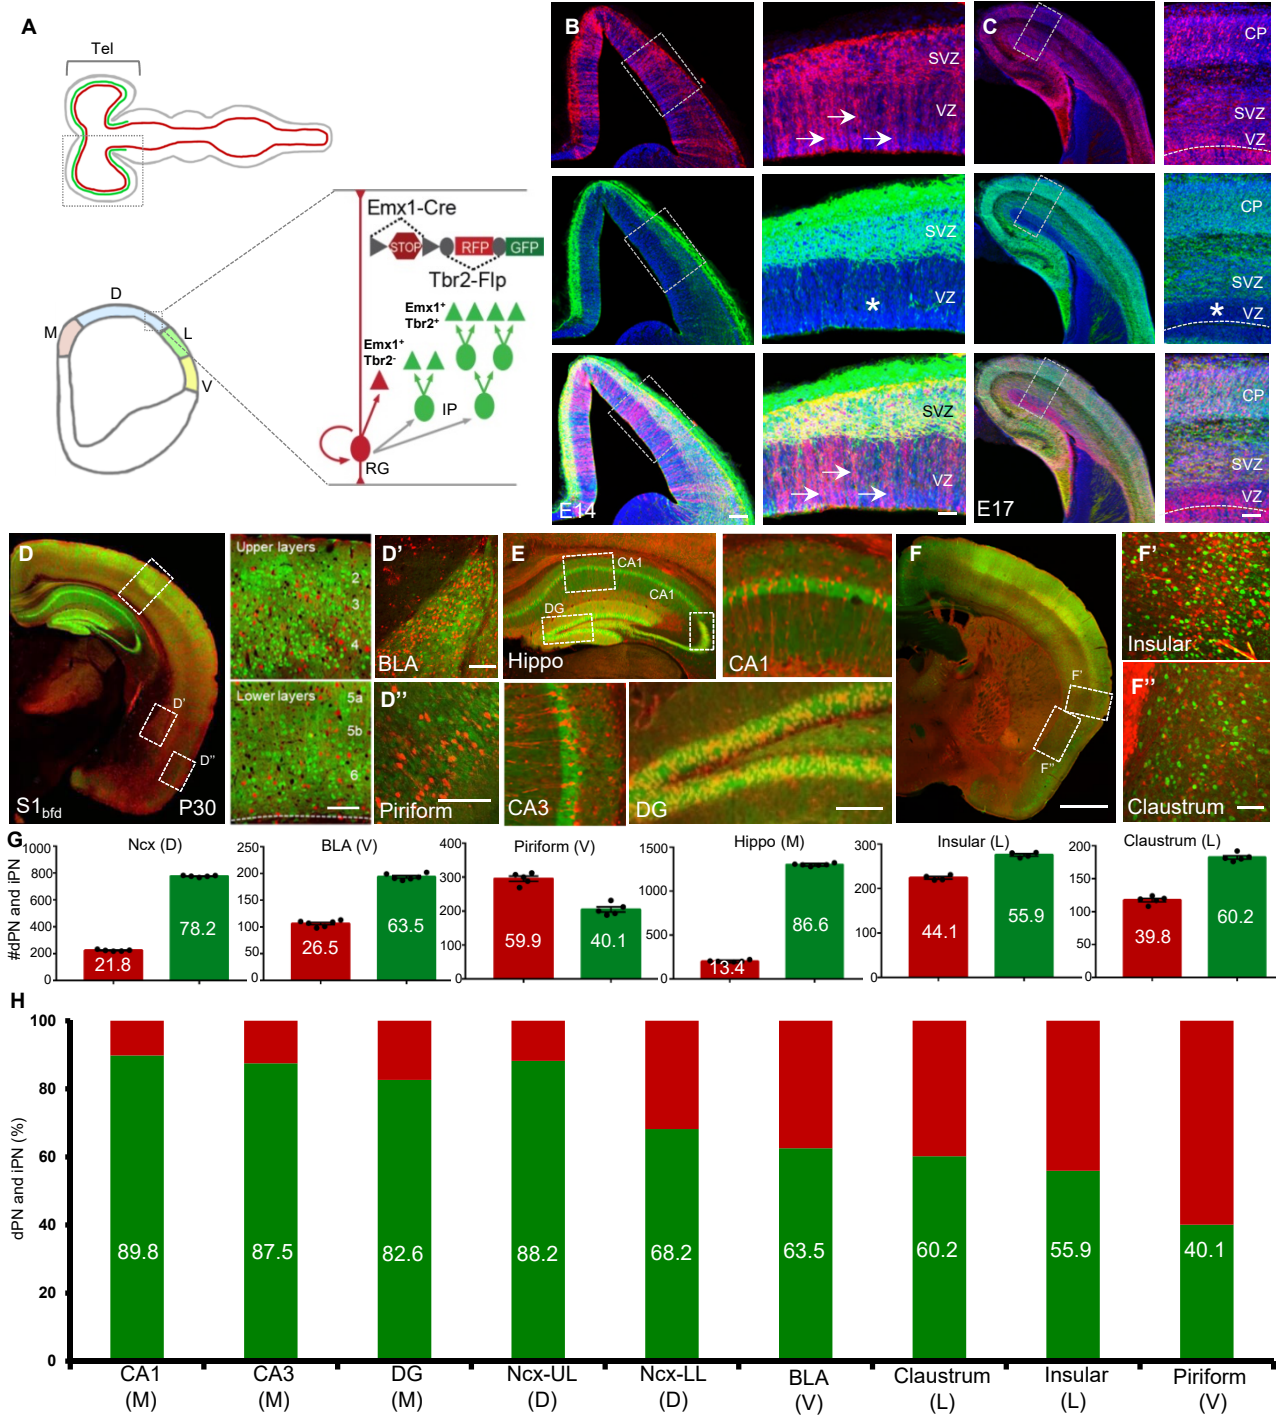 A
Tel
D
M
L
V
Emx1-Cre
STOP
RFP
GFP
Tbr2-Flp
Emx1⁺
Tbr2⁺
Emx1⁺
Tbr2⁻
IP
RG
B
SVZ
VZ
SVZ
*
VZ
SVZ
VZ
E14
C
CP
SVZ
VZ
CP
SVZ
*
VZ
CP
SVZ
VZ
E17
D
D'
D''
S1bfd
P30
Upper layers
2
3
4
Lower layers
5a
5b
6
D'
BLA
D''
Piriform
E
CA1
CA1
DG
Hippo
CA1
CA3
DG
F
F'
F''
F'
Insular
F''
Claustrum
G
#dPN and iPN
Ncx (D)
1000
800
600
400
200
0
21.8
78.2
BLA (V)
250
200
150
100
50
0
26.5
63.5
Piriform (V)
400
300
200
100
0
59.9
40.1
Hippo (M)
1500
1000
500
0
13.4
86.6
Insular (L)
300
200
100
0
44.1
55.9
Claustrum (L)
200
150
100
50
0
39.8
60.2
H
dPN and iPN (%)
100
80
60
40
20
0
89.8
87.5
82.6
88.2
68.2
63.5
60.2
55.9
40.1
CA1
(M)
CA3
(M)
DG
(M)
Ncx-UL
(D)
Ncx-LL
(D)
BLA
(V)
Claustrum
(L)
Insular
(L)
Piriform
(V)